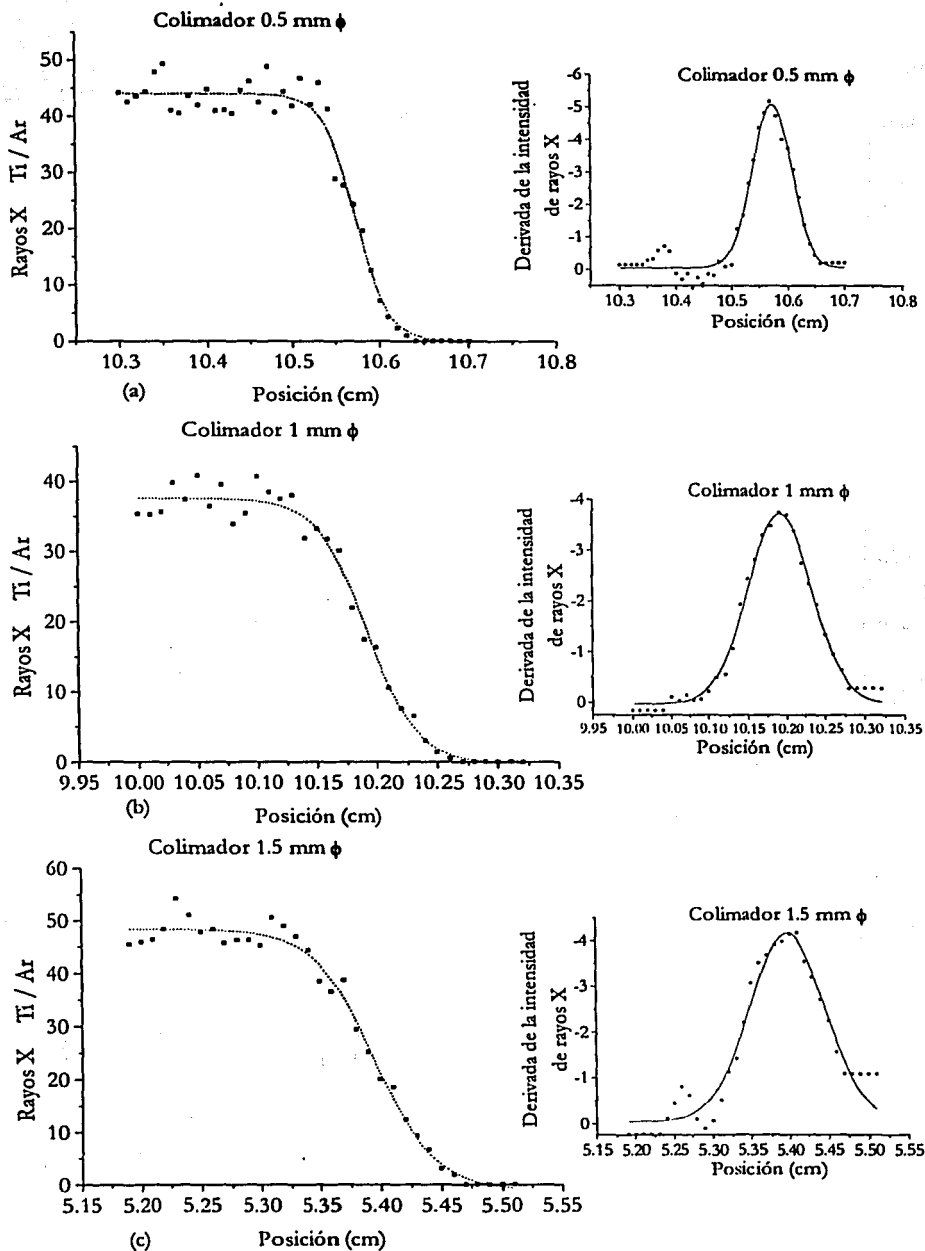 Colimador 0.5 mm ϕ
Rayos X Ti / Ar
50
40
30
20
10
0
10.3 10.4 10.5 10.6 10.7 10.8
(a)
Posición (cm)
Colimador 0.5 mm ϕ
Derivada de la intensidad
de rayos X
-6
-5
-4
-3
-2
-1
0
10.3 10.4 10.5 10.6 10.7 10.8
Posición (cm)
Colimador 1 mm ϕ
Rayos X Ti / Ar
40
30
20
10
0
9.95 10.00 10.05 10.10 10.15 10.20 10.25 10.30 10.35
(b)
Posición (cm)
Colimador 1 mm ϕ
Derivada de la intensidad
de rayos X
-4
-3
-2
-1
0
9.95 10.00 10.05 10.10 10.15 10.20 10.25 10.30 10.35
Posición (cm)
Colimador 1.5 mm ϕ
Rayos X Ti / Ar
60
50
40
30
20
10
0
5.15 5.20 5.25 5.30 5.35 5.40 5.45 5.50 5.55
(c)
Posición (cm)
Colimador 1.5 mm ϕ
Derivada de la intensidad
de rayos X
-4
-3
-2
-1
0
5.15 5.20 5.25 5.30 5.35 5.40 5.45 5.50 5.55
Posición (cm)